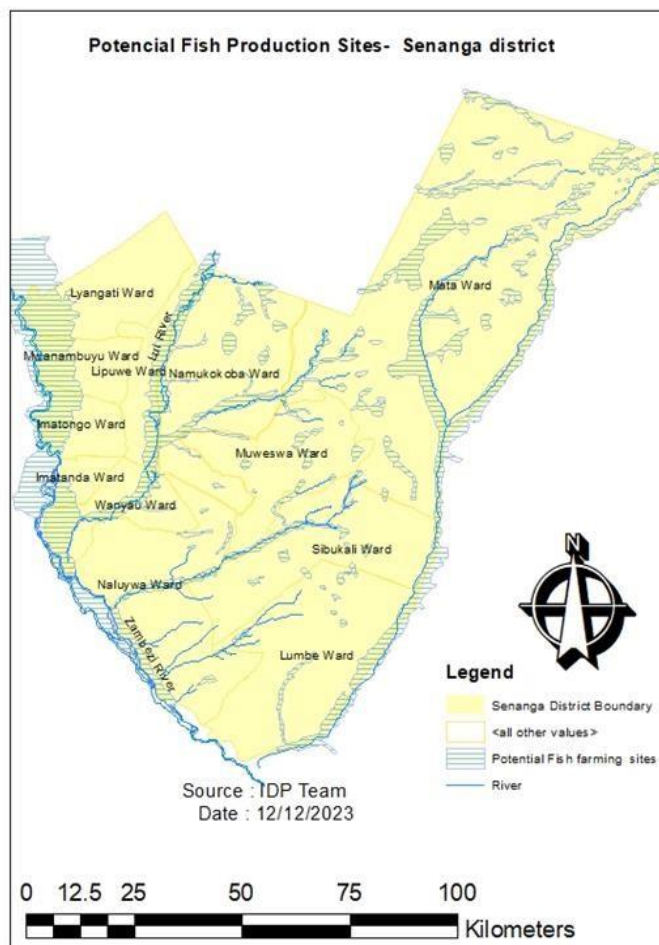 Potencial Fish Production Sites- Senanga district
Mata Ward
Lyangati Ward
Lui River
Mwanambuyu Ward
Lipuwe Ward
Namukokoba Ward
Imatongo Ward
Muweswa Ward
Imatanda Ward
Wanyau Ward
Sibukali Ward
Naluywa Ward
Zambezi River
Lumbe Ward
N
Legend
Senanga District Boundary
<all other values>
Potential Fish farming sites
River
Source : IDP Team
Date : 12/12/2023
0 12.5 25 50 75 100
Kilometers